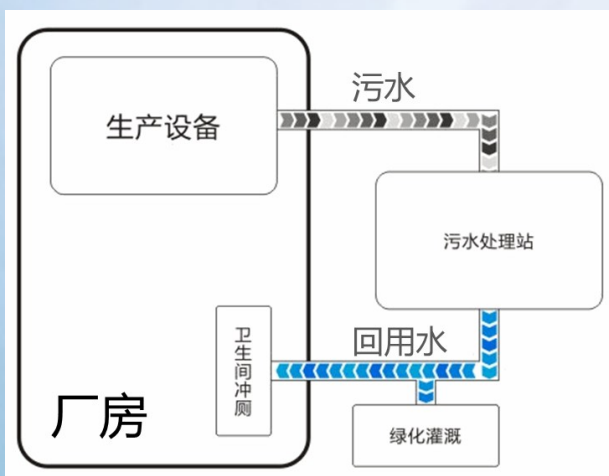 污水
生产设备
污水处理站
卫生间冲厕
回用水
厂房
绿化灌溉